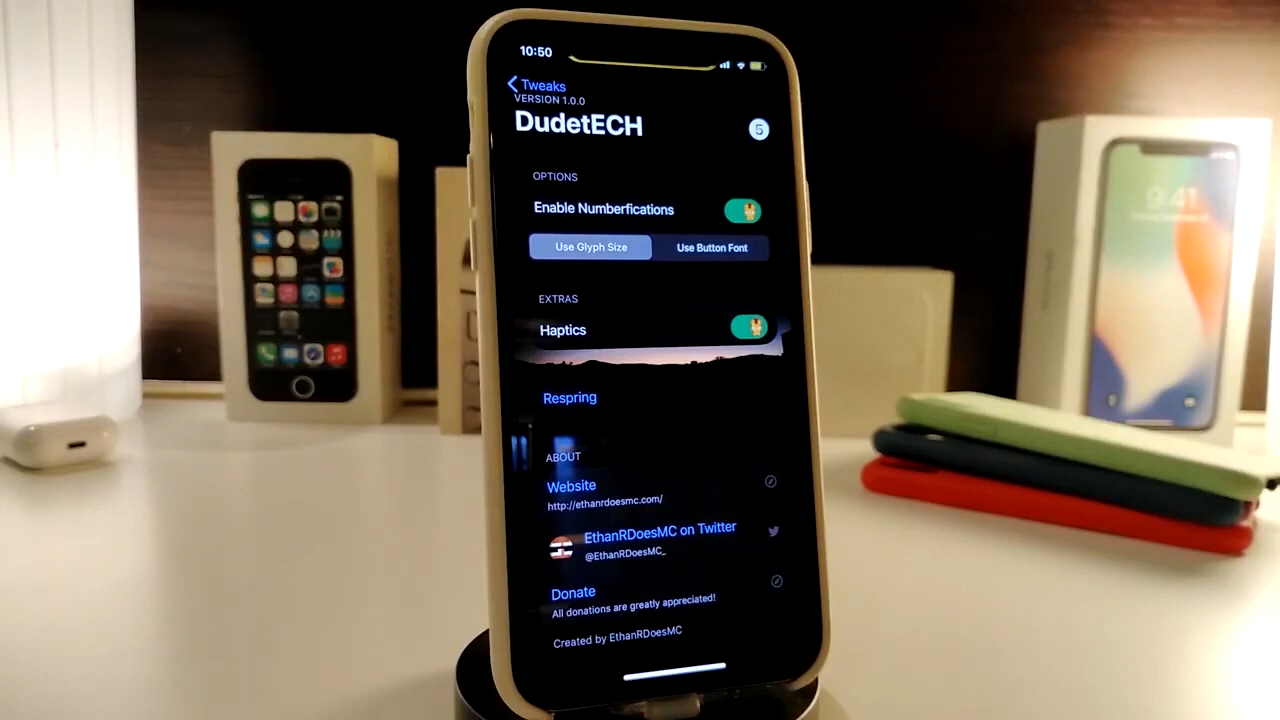 10:50
Tweaks
VERSION 1.0.0
DudetECH
5
OPTIONS
Enable Numberfications
Use Glyph Size
Use Button Font
EXTRAS
Haptics
Respring
ABOUT
Website
http://ethanrdoesmc.com/
EthanRDoesMC on Twitter
@EthanRDoesMC_
Donate
All donations are greatly appreciated!
Created by EthanRDoesMC
9:41